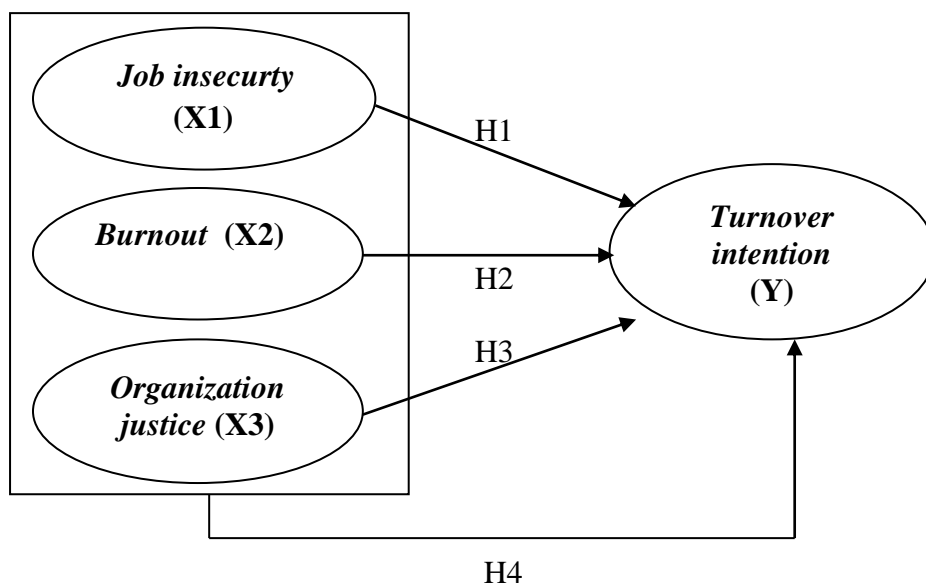 Job insecurty
(X1)
H1
Burnout (X2)
H2
Turnover
intention
(Y)
H3
Organization
justice (X3)
H4